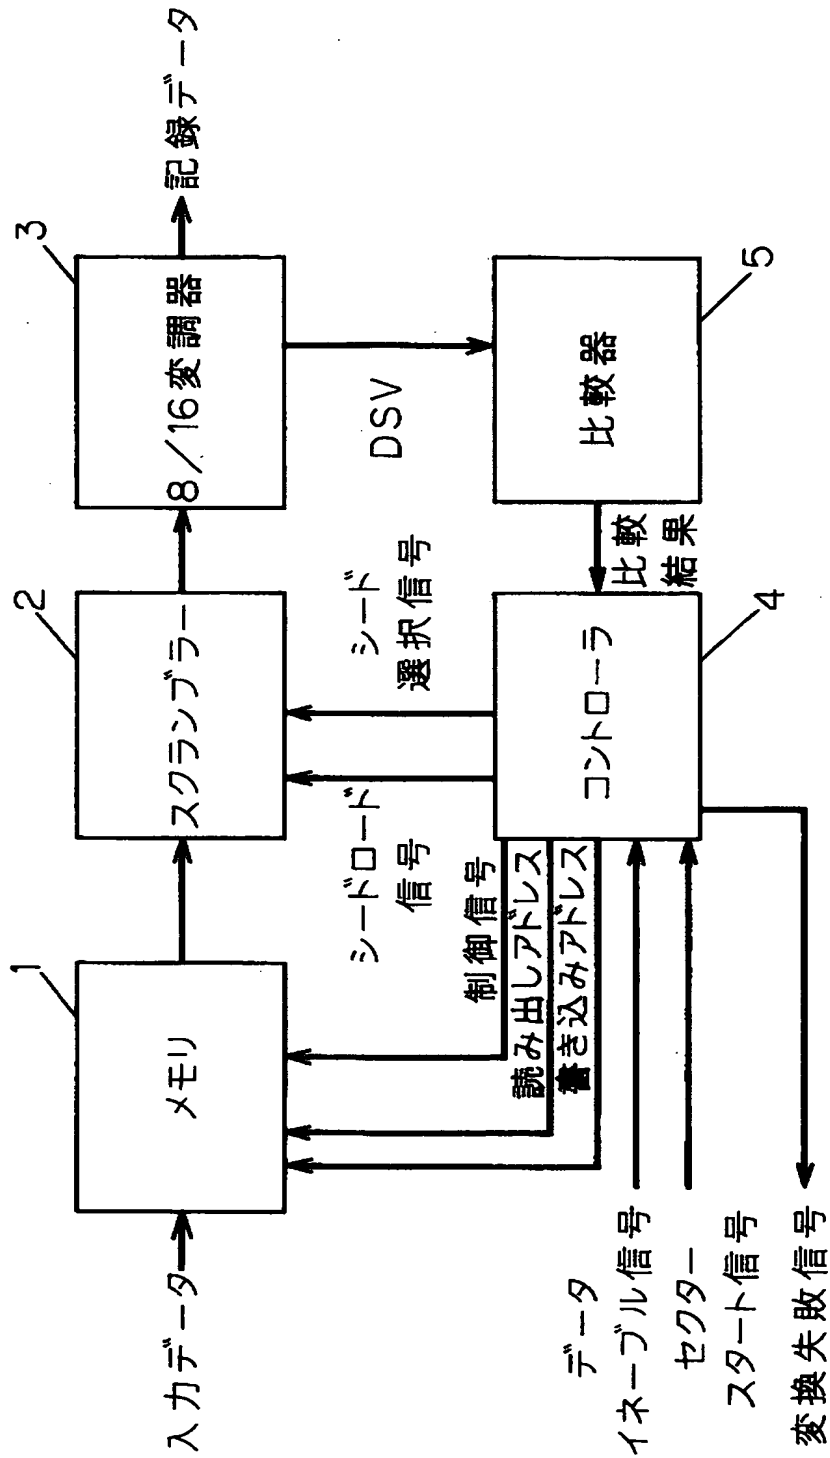 1
2
3
入力データ
メモリ
スクランブラー
8/16変調器
記録データ
シードロード
信号
シード
選択信号
DSV
制御信号
読み出しアドレス
書き込みアドレス
コントローラ
比較
結果
比較器
4
5
データ
イネーブル信号
セクター
スタート信号
変換失敗信号